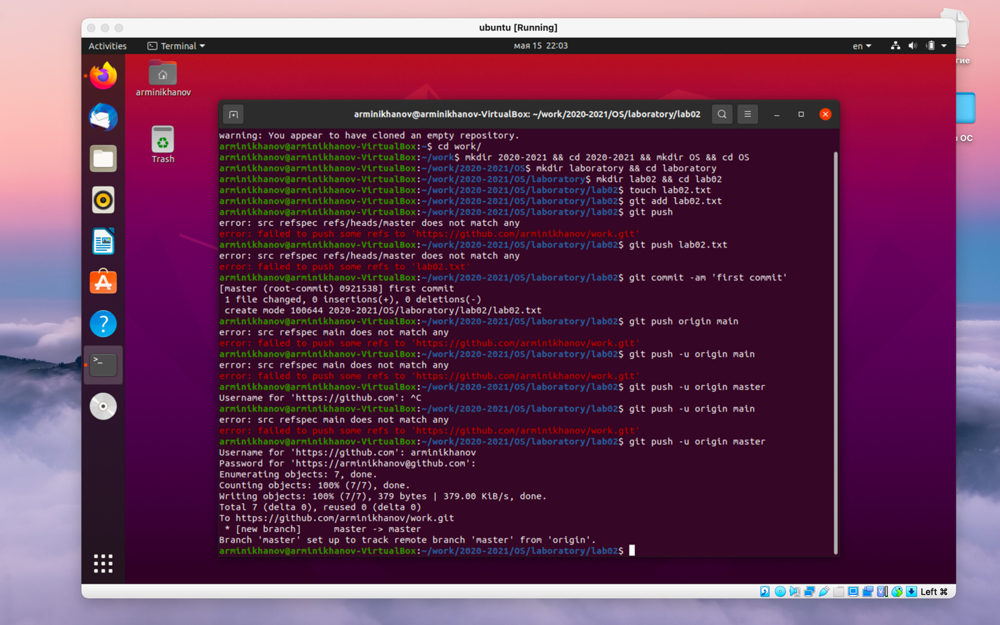 ubuntu [Running]
Activities
Terminal
мая 15 22:03
en
гие
arminikhanov
Trash
ОС
arminikhanov@arminikhanov-VirtualBox: ~/work/2020-2021/OS/laboratory/lab02
warning: You appear to have cloned an empty repository.
arminikhanov@arminikhanov-VirtualBox:~$ cd work/
arminikhanov@arminikhanov-VirtualBox:~/work$ mkdir 2020-2021 && cd 2020-2021 && mkdir OS && cd OS
arminikhanov@arminikhanov-VirtualBox:~/work/2020-2021/OS$ mkdir laboratory && cd laboratory
arminikhanov@arminikhanov-VirtualBox:~/work/2020-2021/OS/laboratory$ mkdir lab02 && cd lab02
arminikhanov@arminikhanov-VirtualBox:~/work/2020-2021/OS/laboratory/lab02$ touch lab02.txt
arminikhanov@arminikhanov-VirtualBox:~/work/2020-2021/OS/laboratory/lab02$ git add lab02.txt
arminikhanov@arminikhanov-VirtualBox:~/work/2020-2021/OS/laboratory/lab02$ git push
error: src refspec refs/heads/master does not match any
error: failed to push some refs to 'https://github.com/arminikhanov/work.git'
arminikhanov@arminikhanov-VirtualBox:~/work/2020-2021/OS/laboratory/lab02$ git push lab02.txt
error: src refspec refs/heads/master does not match any
error: failed to push some refs to 'lab02.txt'
arminikhanov@arminikhanov-VirtualBox:~/work/2020-2021/OS/laboratory/lab02$ git commit -am 'first commit'
[master (root-commit) 0921538] first commit
 1 file changed, 0 insertions(+), 0 deletions(-)
 create mode 100644 2020-2021/OS/laboratory/lab02/lab02.txt
arminikhanov@arminikhanov-VirtualBox:~/work/2020-2021/OS/laboratory/lab02$ git push origin main
error: src refspec main does not match any
error: failed to push some refs to 'https://github.com/arminikhanov/work.git'
arminikhanov@arminikhanov-VirtualBox:~/work/2020-2021/OS/laboratory/lab02$ git push -u origin main
error: src refspec main does not match any
error: failed to push some refs to 'https://github.com/arminikhanov/work.git'
arminikhanov@arminikhanov-VirtualBox:~/work/2020-2021/OS/laboratory/lab02$ git push -u origin master
Username for 'https://github.com': ^C
arminikhanov@arminikhanov-VirtualBox:~/work/2020-2021/OS/laboratory/lab02$ git push -u origin main
error: src refspec main does not match any
error: failed to push some refs to 'https://github.com/arminikhanov/work.git'
arminikhanov@arminikhanov-VirtualBox:~/work/2020-2021/OS/laboratory/lab02$ git push -u origin master
Username for 'https://github.com': arminikhanov
Password for 'https://arminikhanov@github.com':
Enumerating objects: 7, done.
Counting objects: 100% (7/7), done.
Writing objects: 100% (7/7), 379 bytes | 379.00 KiB/s, done.
Total 7 (delta 0), reused 0 (delta 0)
To https://github.com/arminikhanov/work.git
 * [new branch]      master -> master
Branch 'master' set up to track remote branch 'master' from 'origin'.
arminikhanov@arminikhanov-VirtualBox:~/work/2020-2021/OS/laboratory/lab02$
Left ⌘